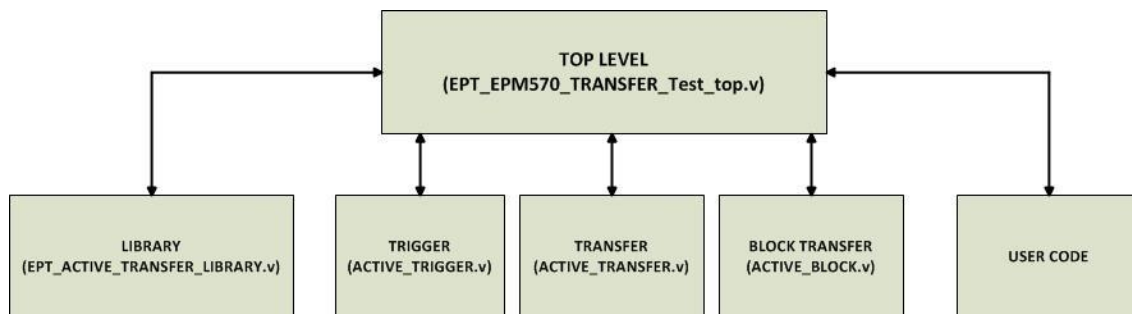 TOP LEVEL
(EPT_EPM570_TRANSFER_Test_top.v)
LIBRARY
(EPT_ACTIVE_TRANSFER_LIBRARY.v)
TRIGGER
(ACTIVE_TRIGGER.v)
TRANSFER
(ACTIVE_TRANSFER.v)
BLOCK TRANSFER
(ACTIVE_BLOCK.v)
USER CODE